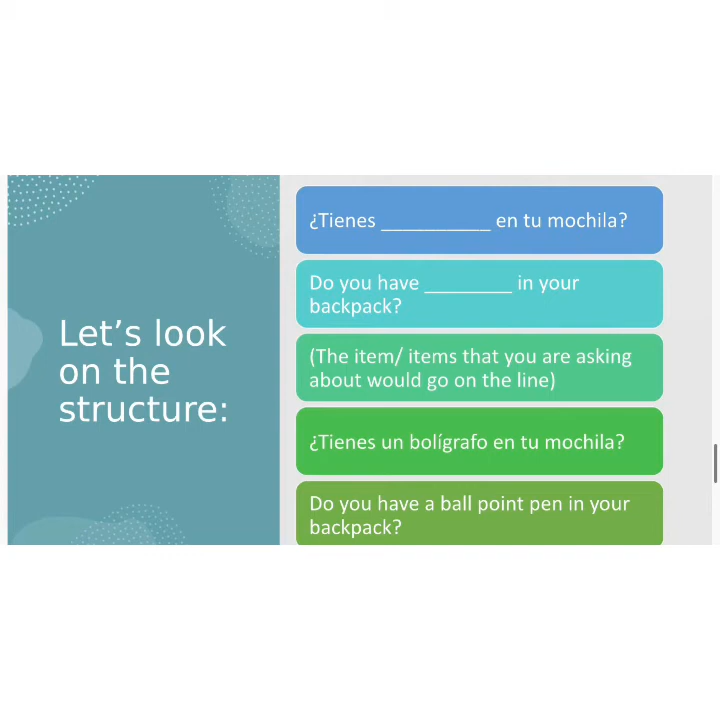 Let’s look
on the
structure:
¿Tienes __________ en tu mochila?
Do you have ________ in your
backpack?
(The item/ items that you are asking
about would go on the line)
¿Tienes un bolígrafo en tu mochila?
Do you have a ball point pen in your
backpack?